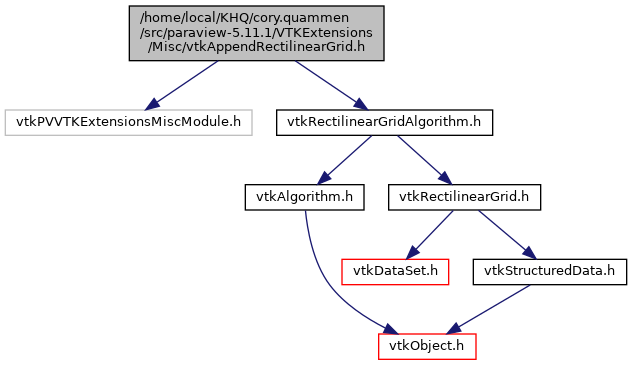 /home/local/KHQ/cory.quammen
/src/paraview-5.11.1/VTKExtensions
/Misc/vtkAppendRectilinearGrid.h
vtkPVVTKExtensionsMiscModule.h
vtkRectilinearGridAlgorithm.h
vtkAlgorithm.h
vtkRectilinearGrid.h
vtkDataSet.h
vtkStructuredData.h
vtkObject.h